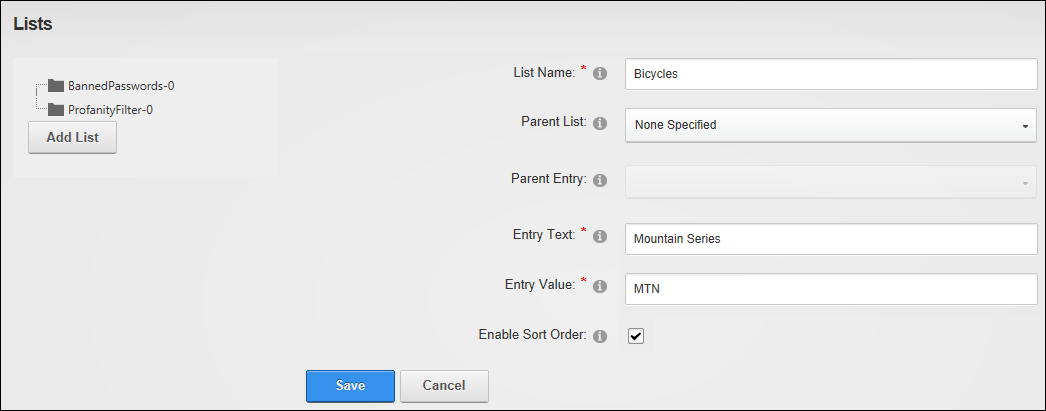 Lists
BannedPasswords-0
ProfanityFilter-0
Add List
List Name: * Bicycles
Parent List: None Specified
Parent Entry:
Entry Text: * Mountain Series
Entry Value: * MTN
Enable Sort Order:
Save Cancel